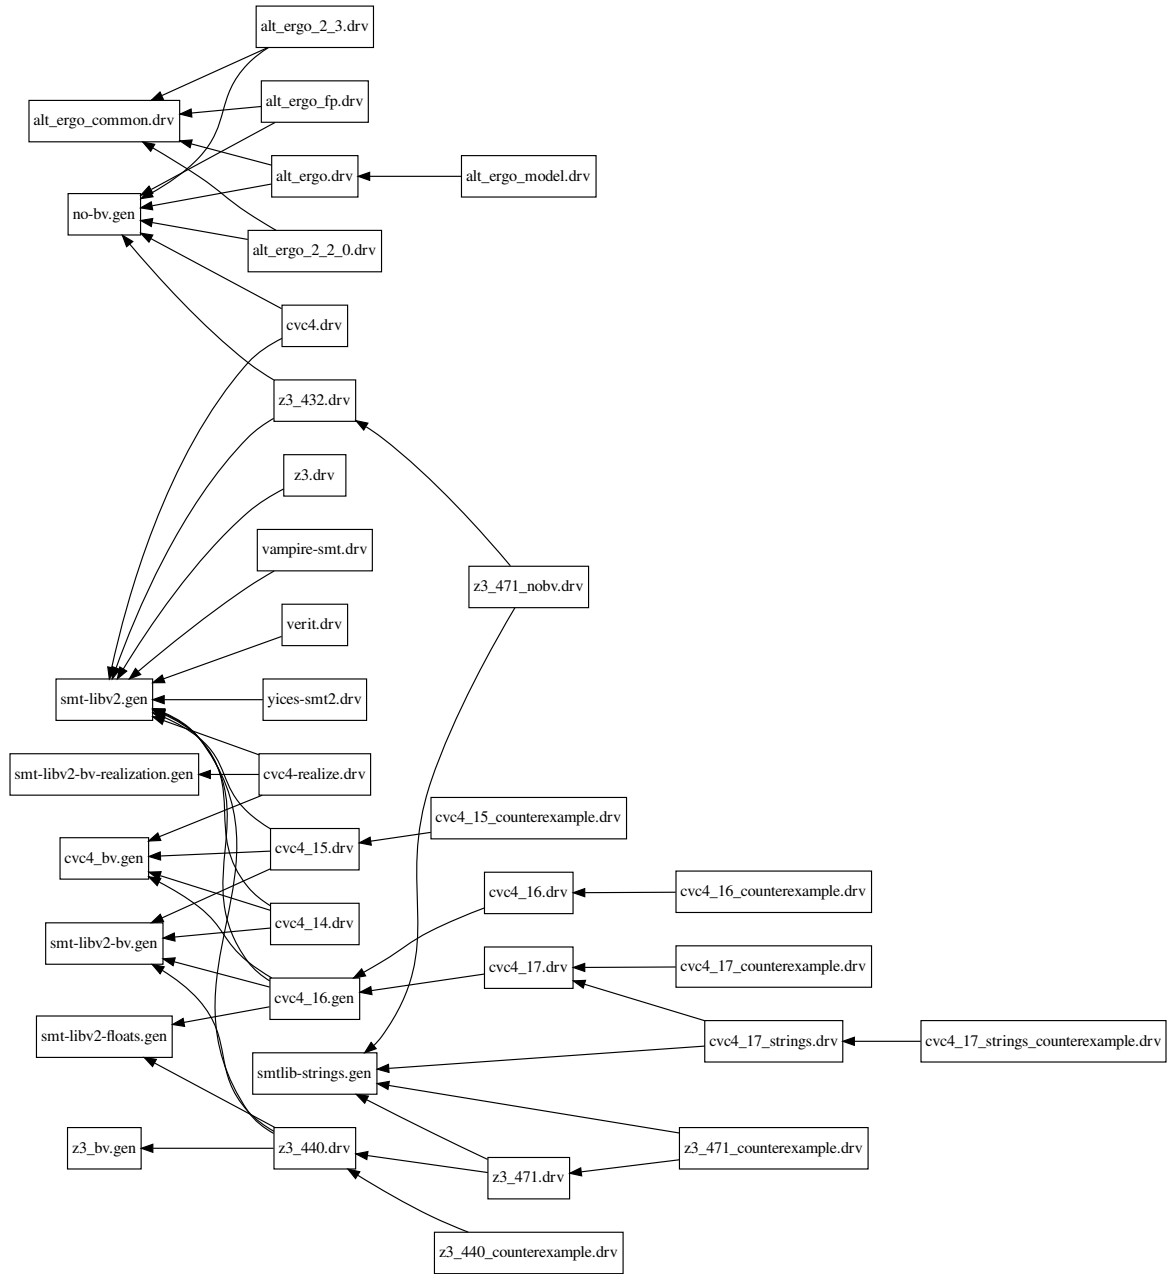 alt_ergo_2_3.drv
alt_ergo_fp.drv
alt_ergo_common.drv
alt_ergo.drv
alt_ergo_model.drv
no-bv.gen
alt_ergo_2_2_0.drv
cvc4.drv
z3_432.drv
z3.drv
vampire-smt.drv
z3_471_nobv.drv
verit.drv
smt-libv2.gen
yices-smt2.drv
smt-libv2-bv-realization.gen
cvc4-realize.drv
cvc4_15_counterexample.drv
cvc4_bv.gen
cvc4_15.drv
cvc4_16.drv
cvc4_16_counterexample.drv
cvc4_14.drv
smt-libv2-bv.gen
cvc4_17.drv
cvc4_17_counterexample.drv
cvc4_16.gen
smt-libv2-floats.gen
cvc4_17_strings.drv
cvc4_17_strings_counterexample.drv
smtlib-strings.gen
z3_bv.gen
z3_440.drv
z3_471_counterexample.drv
z3_471.drv
z3_440_counterexample.drv